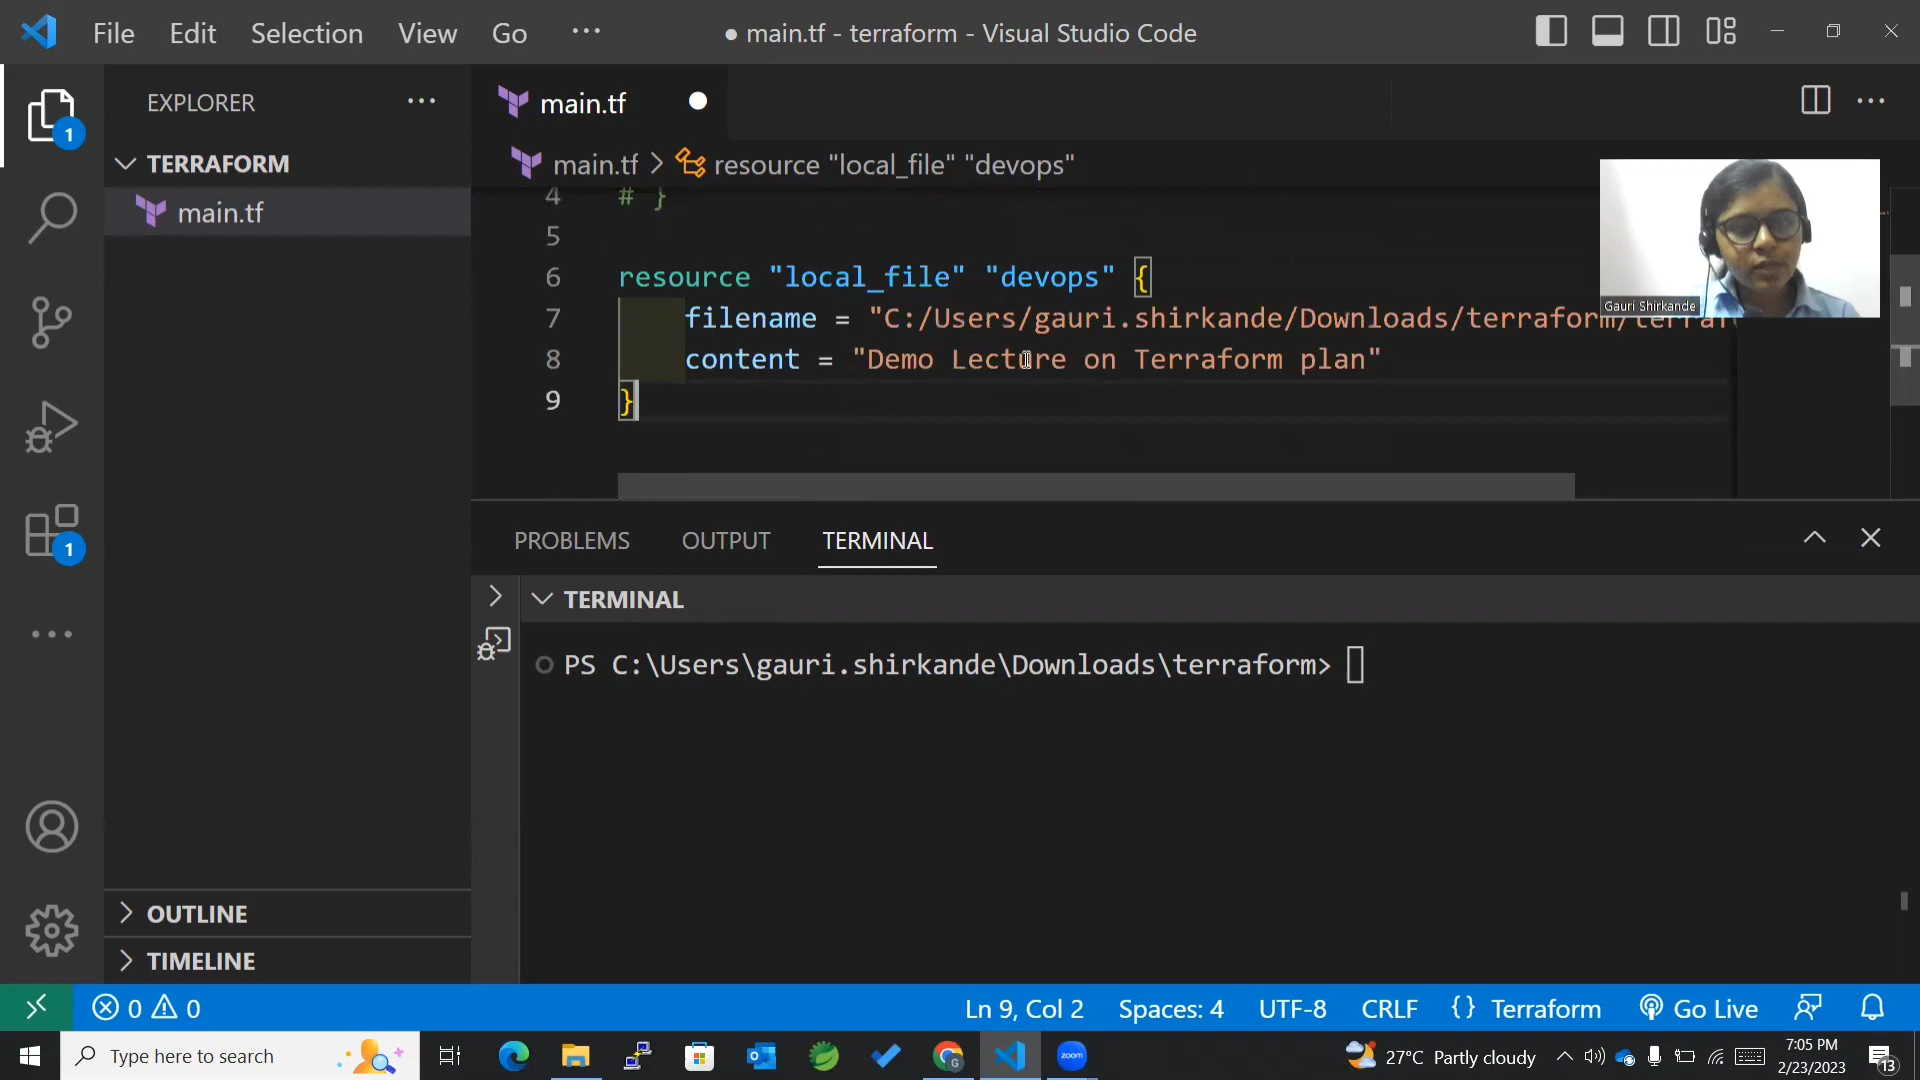 File Edit Selection View Go ··· ● main.tf - terraform - Visual Studio Code
EXPLORER ···
main.tf ●
TERRAFORM
main.tf
main.tf > resource "local_file" "devops"
4 # }
5
6 resource "local_file" "devops" {
7 filename = "C:/Users/gauri.shirkande/Downloads/terraform/
8 content = "Demo Lecture on Terraform plan"
9 }
Gauri Shirkande
1
1
PROBLEMS OUTPUT TERMINAL
TERMINAL
PS C:\Users\gauri.shirkande\Downloads\terraform>
OUTLINE
TIMELINE
0 0 Ln 9, Col 2 Spaces: 4 UTF-8 CRLF {} Terraform Go Live
Type here to search
zoom
27°C Partly cloudy
7:05 PM
2/23/2023
13